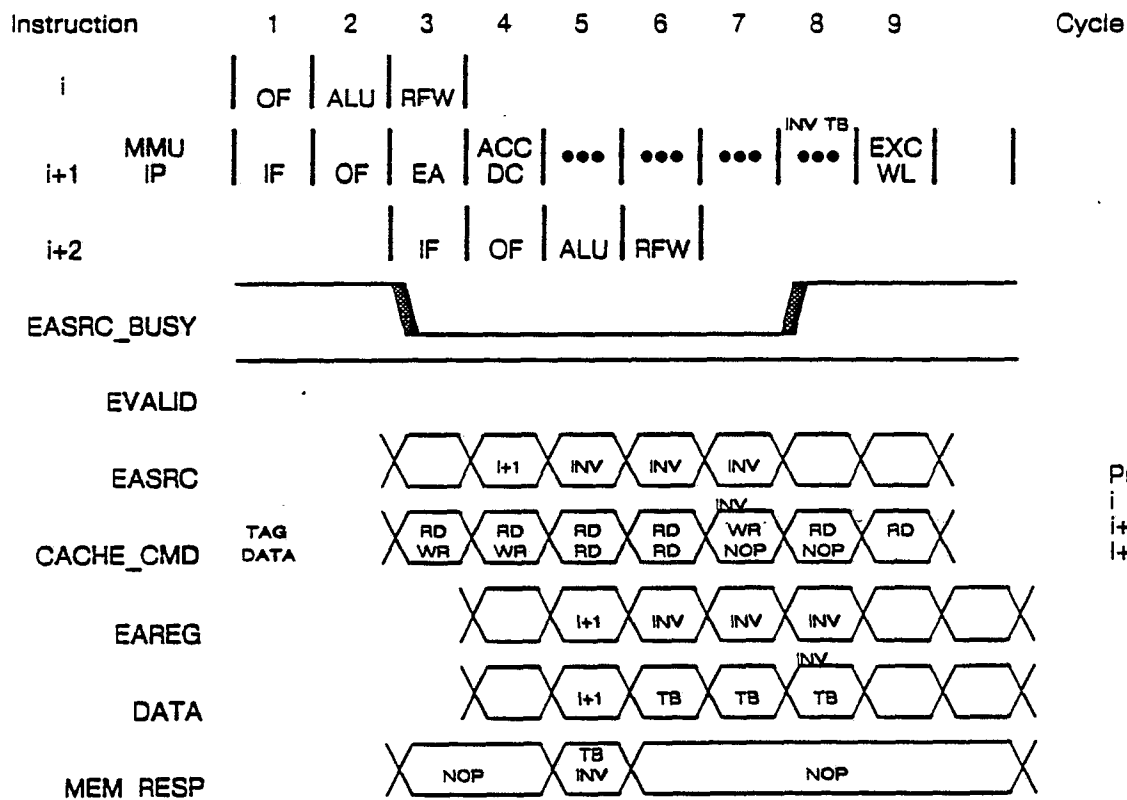 Instruction 1 2 3 4 5 6 7 8 9 Cycle
i OF ALU RFW
INV TB
MMU ACC EXC
i+1 IP IF OF EA DC ••• ••• ••• ••• WL
i+2 IF OF ALU RFW
EASRC_BUSY
EVALID
EASRC I+1 INV INV INV
INV
TAG RD RD RD RD WR RD RD
CACHE_CMD DATA WR WR RD RD NOP NOP
i
EAREG I+1 INV INV INV
INV
DATA I+1 TB TB TB
TB
MEM RESP NOP INV NOP